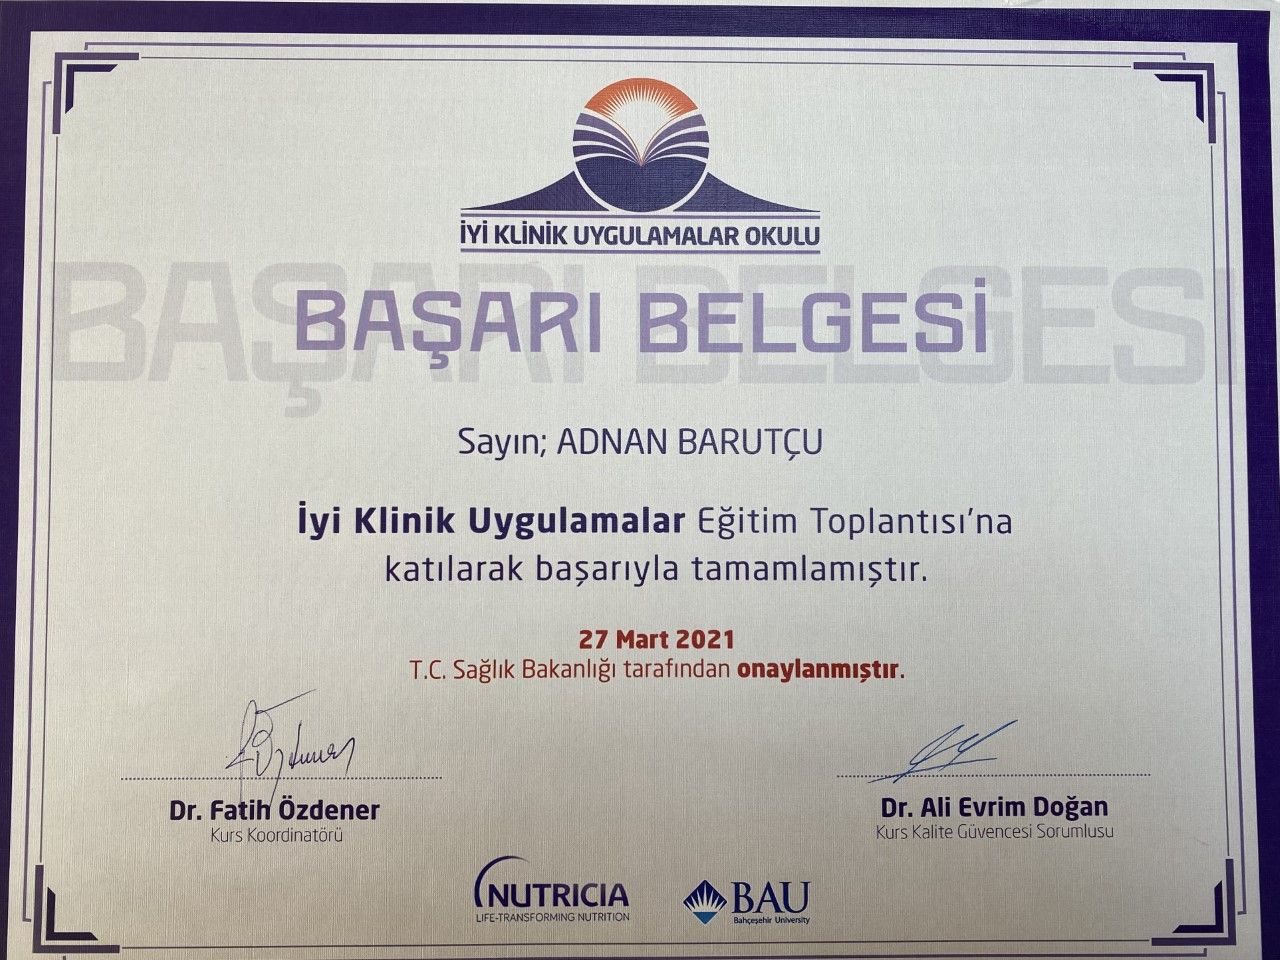 İYİ KLİNİK UYGULAMALAR OKULU
BAŞARI BELGESİ
BAŞARI BELGESİ
Sayın; ADNAN BARUTÇU
İyi Klinik Uygulamalar Eğitim Toplantısı'na
katılarak başarıyla tamamlamıştır.
27 Mart 2021
T.C. Sağlık Bakanlığı tarafından onaylanmıştır.
Dr. Fatih Özdener
Kurs Koordinatörü
Dr. Ali Evrim Doğan
Kurs Kalite Güvencesi Sorumlusu
NUTRICIA
LIFE-TRANSFORMING NUTRITION
BAU
Bahçeşehir University